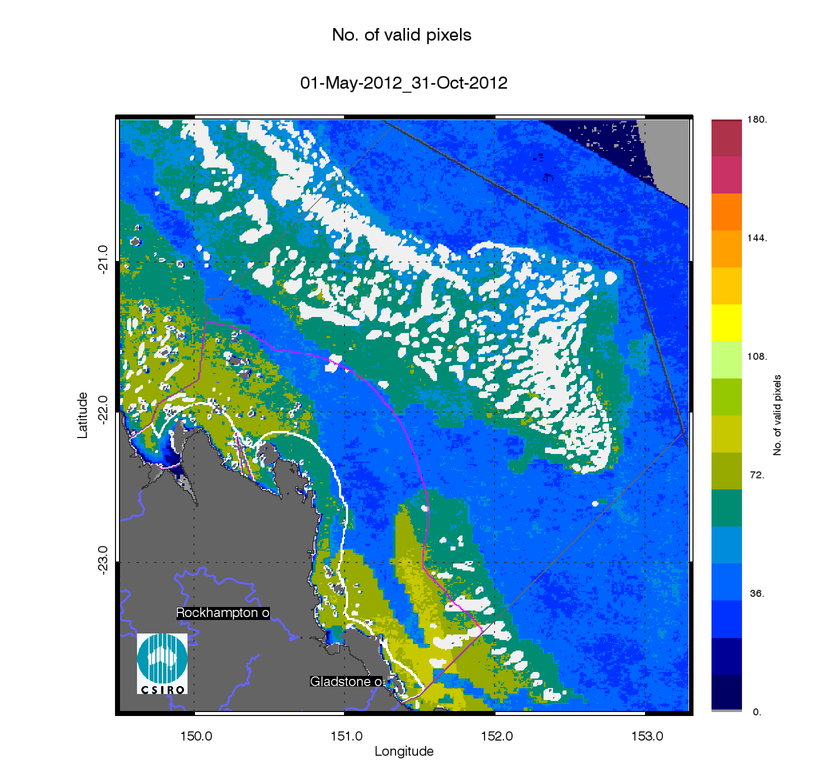 No. of valid pixels
01-May-2012_31-Oct-2012
180.
144.
108.
72.
36.
0.
No. of valid pixels
-21.0
-22.0
-23.0
Latitude
Rockhampton o
Gladstone o
CSIRO
150.0 151.0 152.0 153.0
Longitude